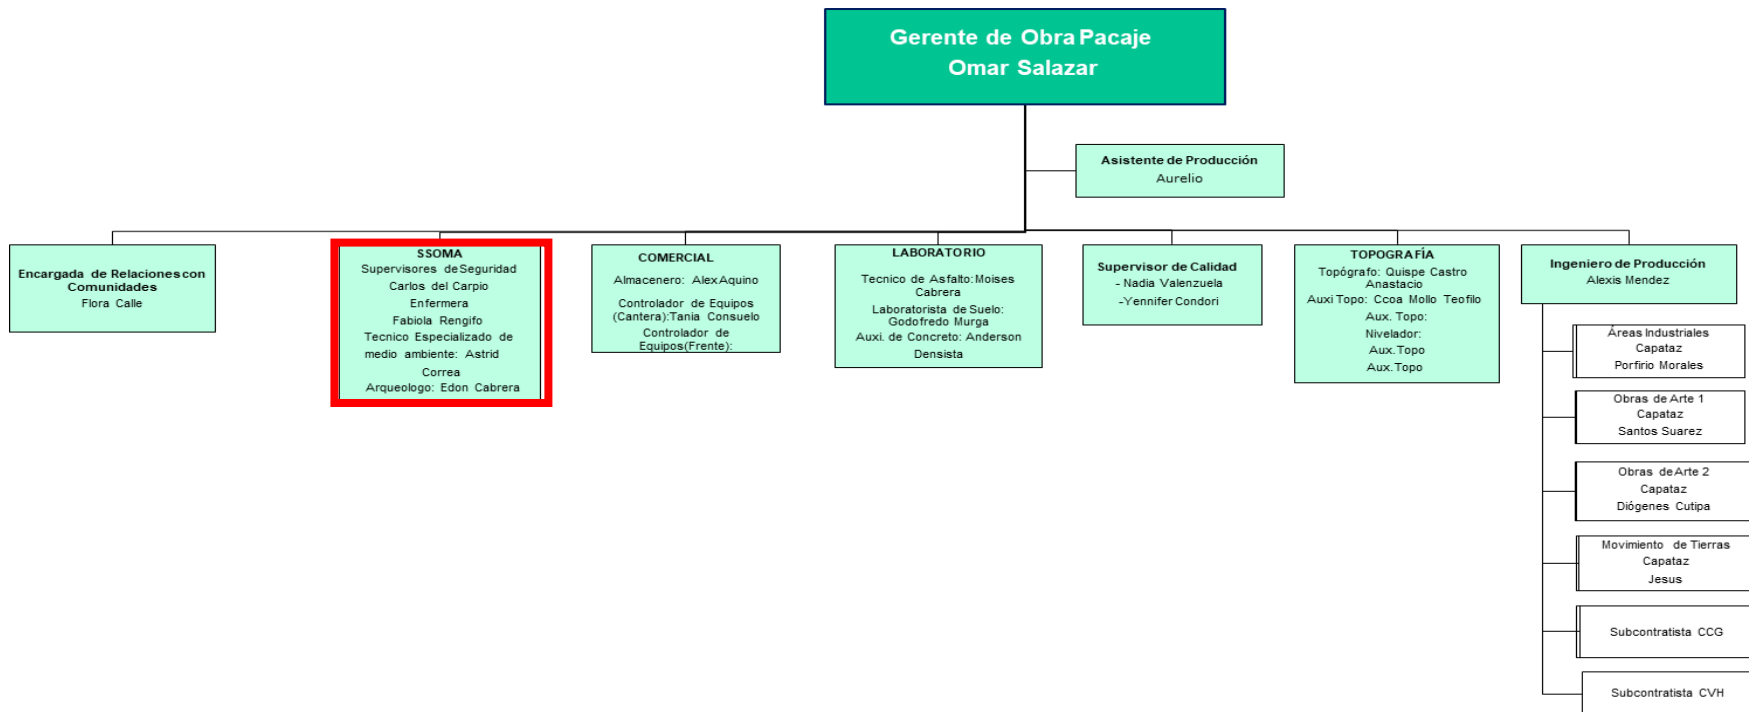 Gerente de Obra Pacaje
Omar Salazar
Asistente de Producción
Aurelio
Encargada de Relaciones con
Comunidades
Flora Calle
SSOMA
Supervisores de Seguridad
Carlos del Carpio
Enfermera
Fabiola Rengifo
Tecnico Especializado de
medio ambiente: Astrid
Correa
Arqueologo: Edon Cabrera
COMERCIAL
Almacenero: Alex Aquino
Controlador de Equipos
(Cantera):Tania Consuelo
Controlador de
Equipos(Frente):
LABORATORIO
Tecnico de Asfalto:Moises
Cabrera
Laboratorista de Suelo:
Godofredo Murga
Auxi. de Concreto: Anderson
Densista
Supervisor de Calidad
- Nadia Valenzuela
-Yennifer Condori
TOPOGRAFÍA
Topógrafo: Quispe Castro
Anastacio
Auxi Topo: Ccoa Mollo Teofilo
Aux. Topo:
Nivelador:
Aux.Topo
Aux.Topo
Ingeniero de Producción
Alexis Mendez
Áreas Industriales
Capataz
Porfirio Morales
Obras de Arte 1
Capataz
Santos Suarez
Obras de Arte 2
Capataz
Diógenes Cutipa
Movimiento de Tierras
Capataz
Jesus
Subcontratista CCG
Subcontratista CVH